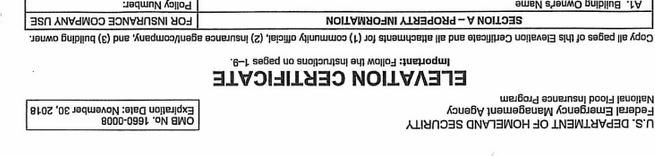 U.S. DEPARTMENT OF HOMELAND SECURITY
Federal Emergency Management Agency
National Flood Insurance Program
OMB No. 1660-0008
Expiration Date: November 30, 2018
ELEVATION CERTIFICATE
Important: Follow the instructions on pages 1–9.
Copy all pages of this Elevation Certificate and all attachments for (1) community official, (2) insurance agent/company, and (3) building owner.
SECTION A – PROPERTY INFORMATION
FOR INSURANCE COMPANY USE
A1. Building Owner's Name
Policy Number: